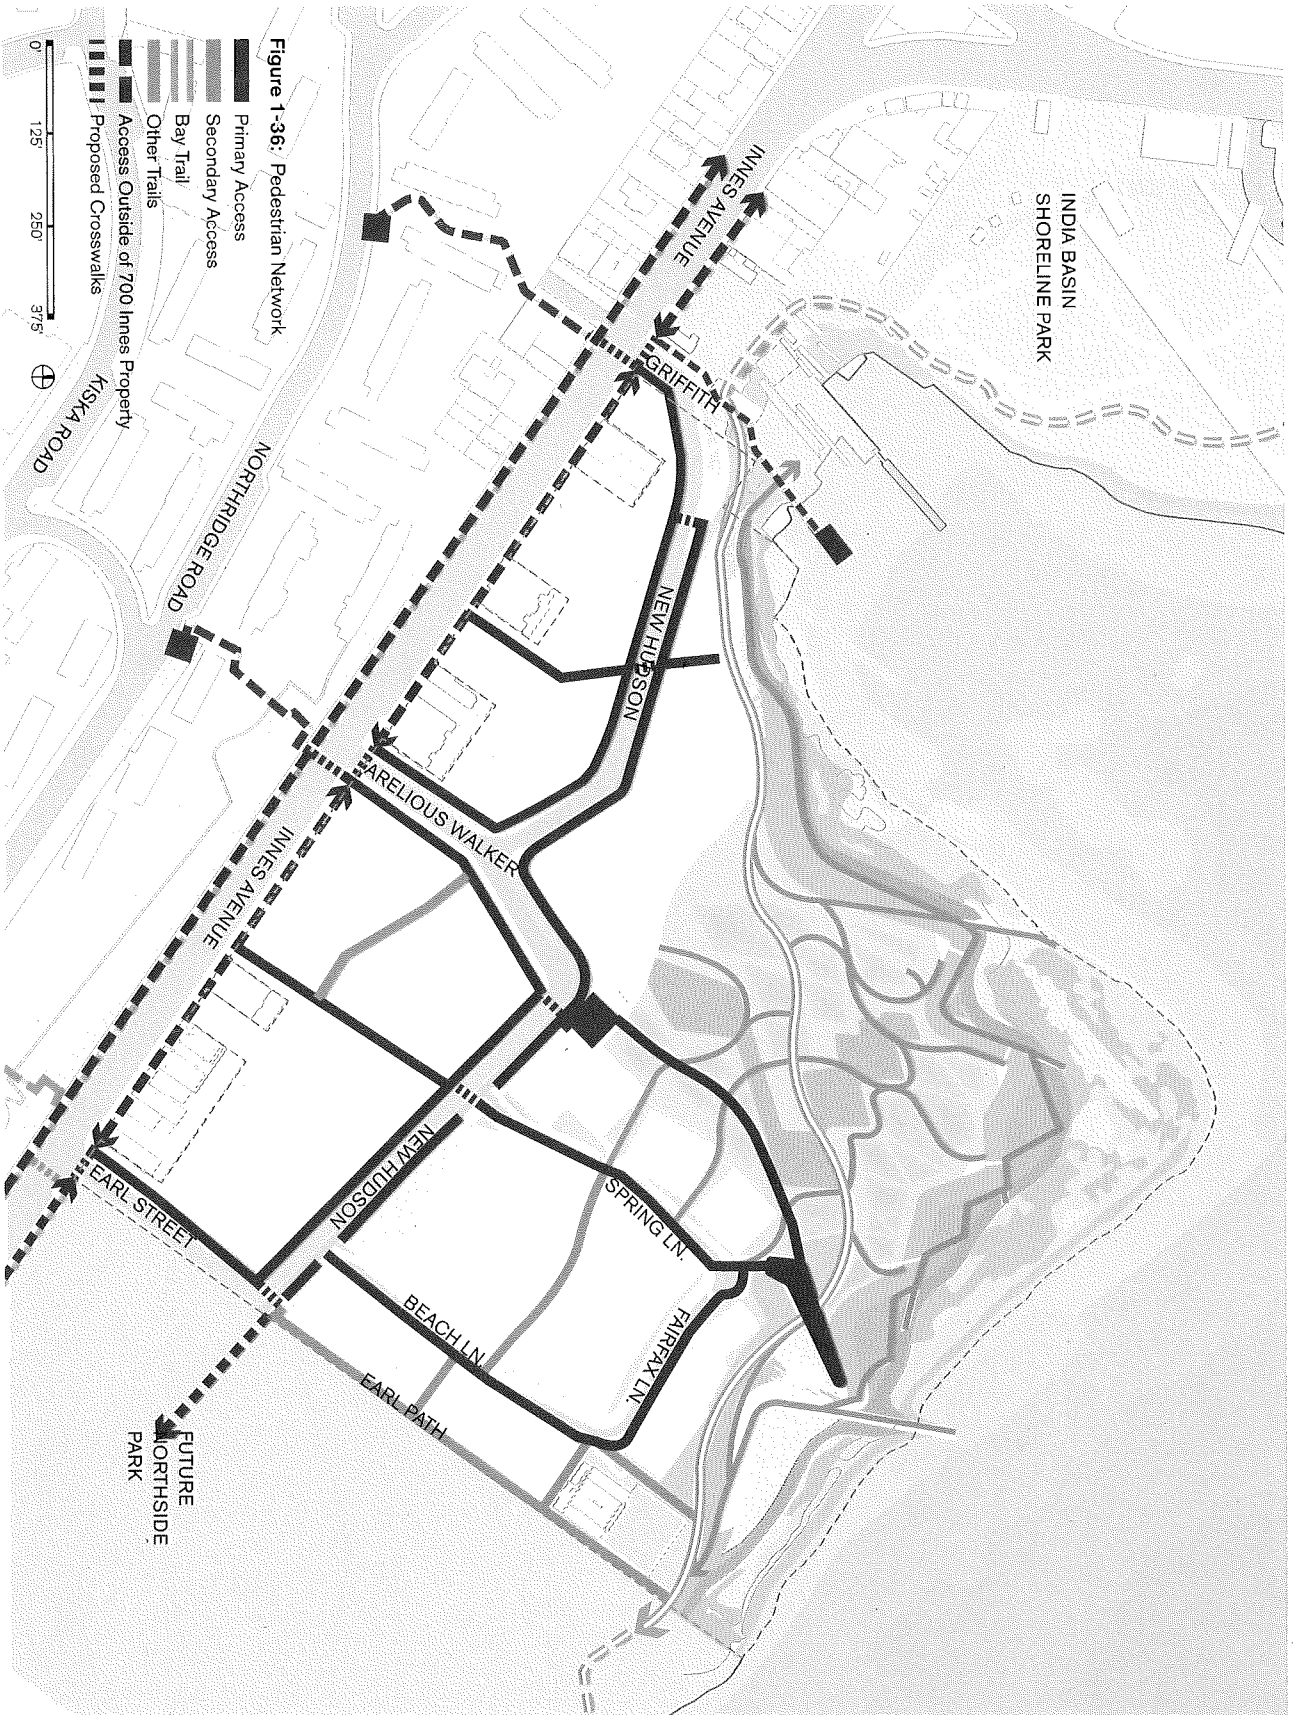 Figure 1-36: Pedestrian Network
Primary Access
Secondary Access
Bay Trail
Other Trails
Access Outside of 700 Innes Property
Proposed Crosswalks
0'
125'
250'
375'
INDIA BASIN
SHORELINE PARK
INNES AVENUE
GRIFFITH
KISKA ROAD
NORTHRIDGE ROAD
NEW HUDSON
ARELIOUS WALKER
INNES AVENUE
NEW HUDSON
SPRING LN.
EARL STREET
BEACH LN.
FAIRFAX LN.
EARL PATH
FUTURE
NORTHSIDE
PARK